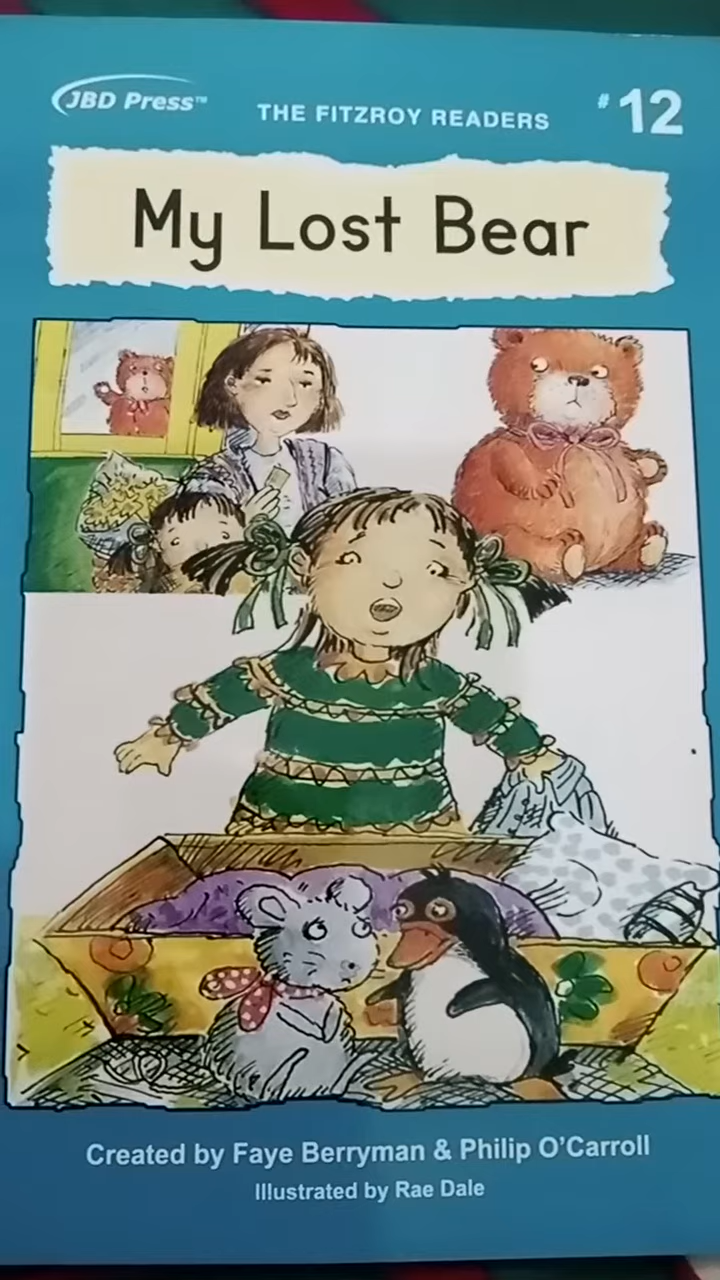 JBD Press™
THE FITZROY READERS
# 12
My Lost Bear
Created by Faye Berryman & Philip O'Carroll
Illustrated by Rae Dale